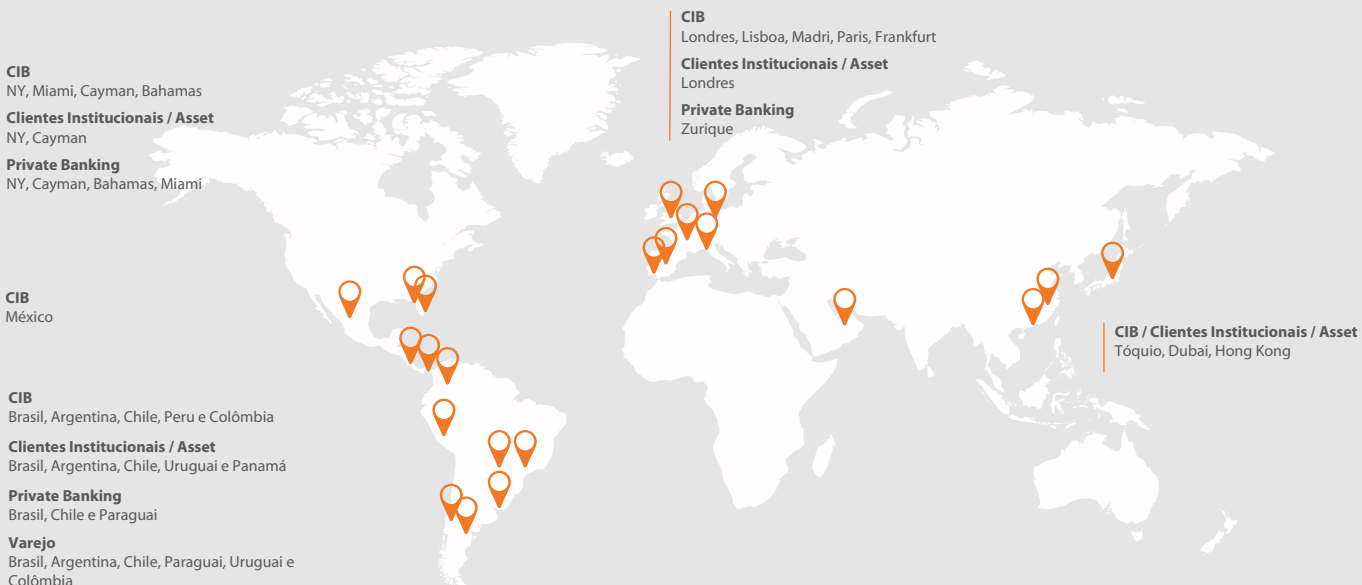 CIB
NY, Miami, Cayman, Bahamas
Clientes Institucionais / Asset
NY, Cayman
Private Banking
NY, Cayman, Bahamas, Miami
CIB
México
CIB
Brasil, Argentina, Chile, Peru e Colômbia
Clientes Institucionais / Asset
Brasil, Argentina, Chile, Uruguai e Panamá
Private Banking
Brasil, Chile e Paraguai
Varejo
Brasil, Argentina, Chile, Paraguai, Uruguai e
Colômbia
CIB
Londres, Lisboa, Madri, Paris, Frankfurt
Clientes Institucionais / Asset
Londres
Private Banking
Zurique
CIB / Clientes Institucionais / Asset
Tóquio, Dubai, Hong Kong